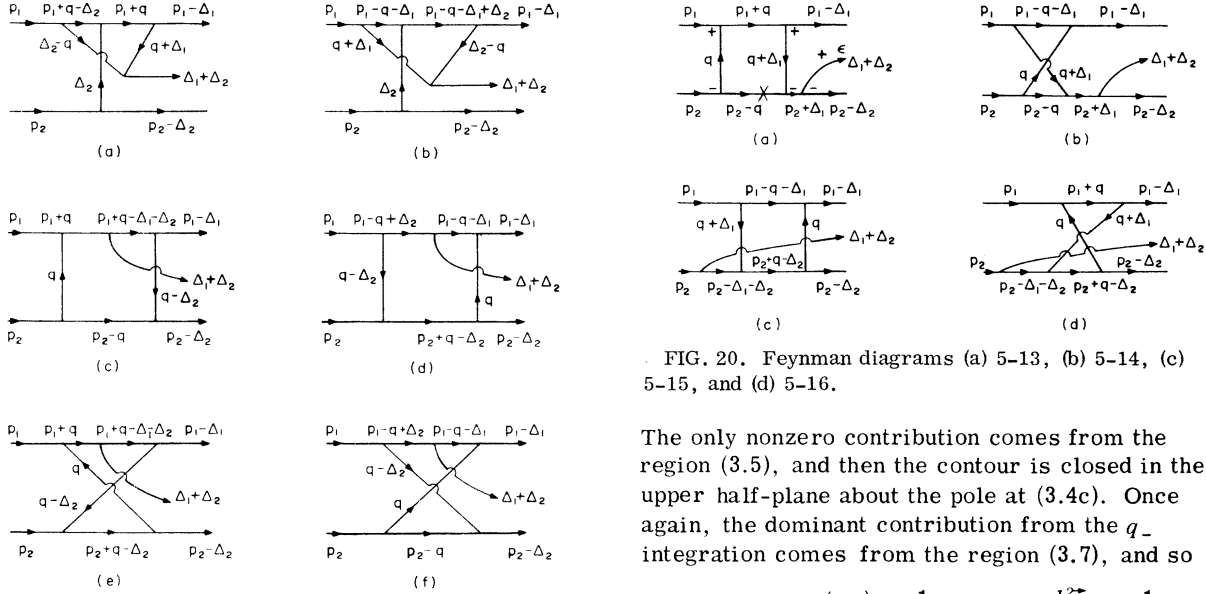 p₁ p₁+q-Δ₂ p₁+q p₁-Δ₁
Δ₂-q q+Δ₁
Δ₂ Δ₁+Δ₂
p₂ p₂-Δ₂
(a)
p₁ p₁-q-Δ₁ p₁-q-Δ₁+Δ₂ p₁-Δ₁
q+Δ₁ Δ₂-q
Δ₂ Δ₁+Δ₂
p₂ p₂-Δ₂
(b)
p₁ p₁+q p₁+q-Δ₁-Δ₂ p₁-Δ₁
q Δ₁+Δ₂
q-Δ₂
p₂ p₂-q p₂-Δ₂
(c)
p₁ p₁-q+Δ₂ p₁-q-Δ₁ p₁-Δ₁
q-Δ₂ Δ₁+Δ₂
q
p₂ p₂+q-Δ₂ p₂-Δ₂
(d)
p₁ p₁+q p₁+q-Δ₁-Δ₂ p₁-Δ₁
q
q-Δ₂ Δ₁+Δ₂
p₂ p₂+q-Δ₂ p₂-Δ₂
(e)
p₁ p₁-q+Δ₂ p₁-q-Δ₁ p₁-Δ₁
q-Δ₂
q Δ₁+Δ₂
p₂ p₂-q p₂-Δ₂
(f)
p₁ p₁+q p₁-Δ₁
+ +
q q+Δ₁ + ϵ Δ₁+Δ₂
- - -
p₂ p₂-q p₂+Δ₁ p₂-Δ₂
(a)
p₁ p₁-q-Δ₁ p₁-Δ₁
q q+Δ₁ Δ₁+Δ₂
p₂ p₂-q p₂+Δ₁ p₂-Δ₂
(b)
p₁ p₁-q-Δ₁ p₁-Δ₁
q+Δ₁ q Δ₁+Δ₂
p₂+q-Δ₂
p₂ p₂-Δ₁-Δ₂ p₂-Δ₂
(c)
p₁ p₁+q p₁-Δ₁
q q+Δ₁
Δ₁+Δ₂
p₂ p₂-Δ₂
p₂-Δ₁-Δ₂ p₂+q-Δ₂
(d)
FIG. 20. Feynman diagrams (a) 5-13, (b) 5-14, (c)
5-15, and (d) 5-16.
The only nonzero contribution comes from the
region (3.5), and then the contour is closed in the
upper half-plane about the pole at (3.4c). Once
again, the dominant contribution from the q₋
integration comes from the region (3.7), and so